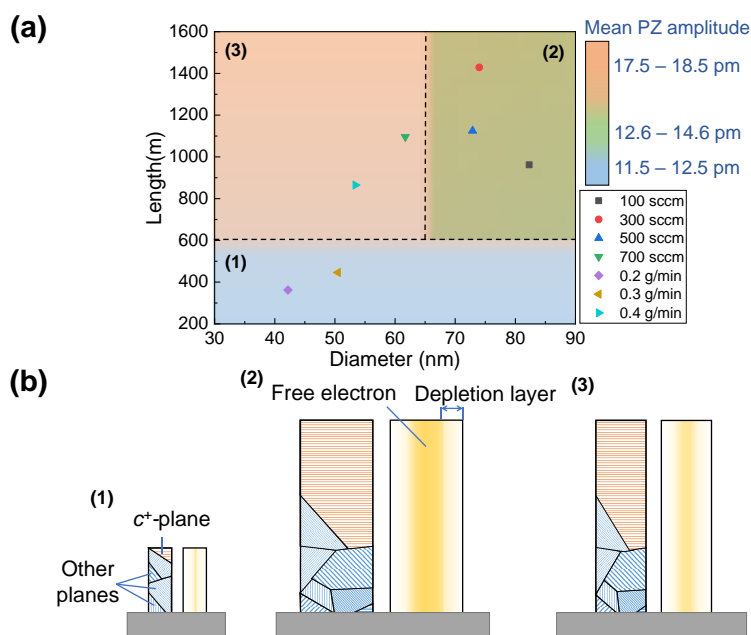 (a)
Length(m)
1600
1400
1200
1000
800
600
400
200
(3)
(2)
(1)
30 40 50 60 70 80 90
Diameter (nm)
Mean PZ amplitude
17.5 – 18.5 pm
12.6 – 14.6 pm
11.5 – 12.5 pm
100 sccm
300 sccm
500 sccm
700 sccm
0.2 g/min
0.3 g/min
0.4 g/min
(b)
(1)
c⁺-plane
Other
planes
(2)
Free electron
Depletion layer
(3)